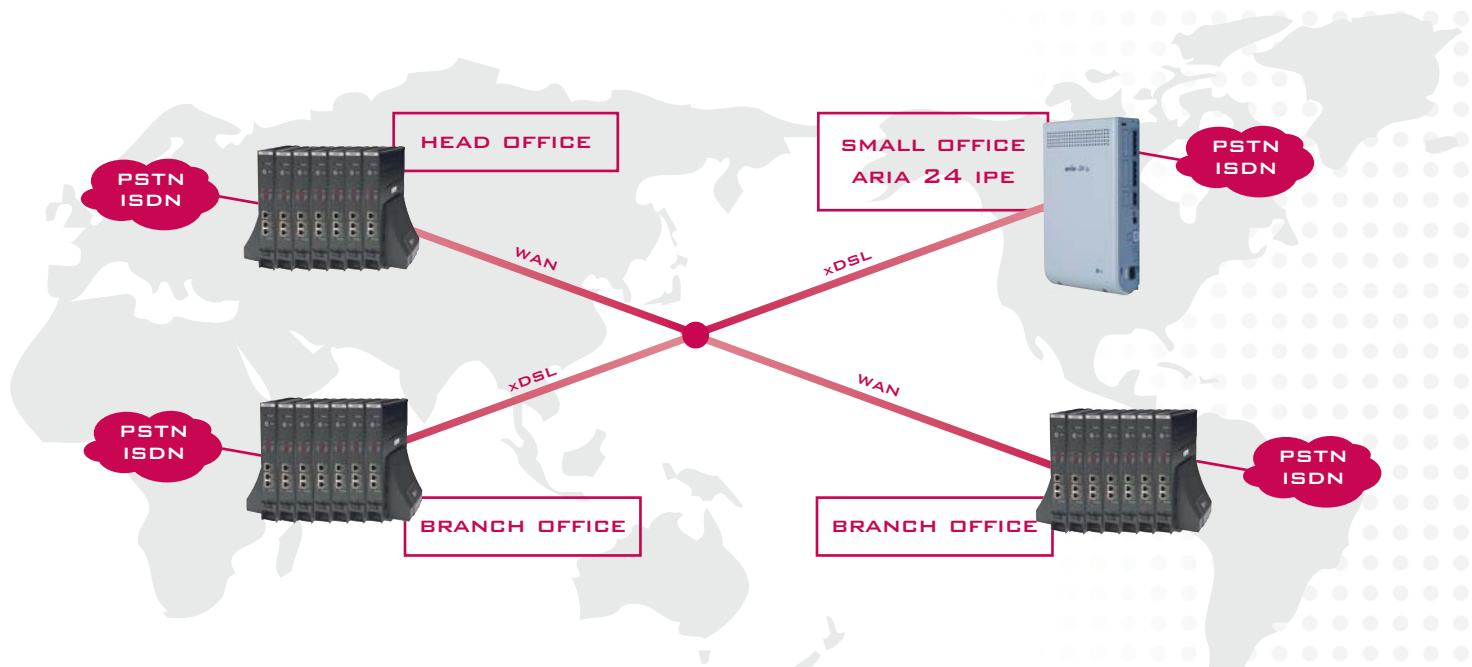 HEAD OFFICE
PSTN
ISDN
SMALL OFFICE
ARIA 24 IPE
PSTN
ISDN
WAN
xDSL
xDSL
WAN
PSTN
ISDN
BRANCH OFFICE
BRANCH OFFICE
PSTN
ISDN